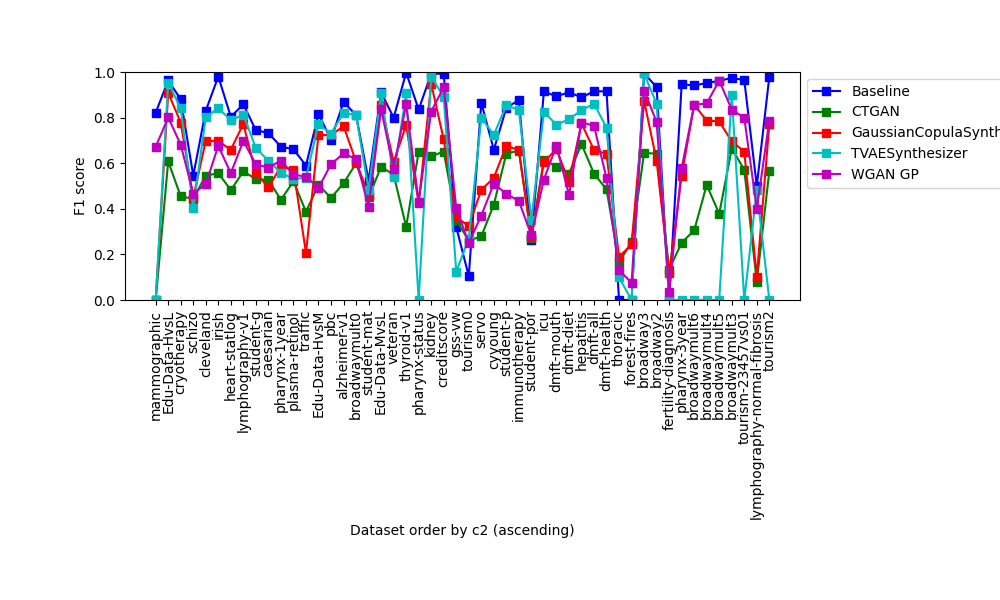 1.0
0.8
0.6
0.4
0.2
0.0
F1 score
Baseline
CTGAN
GaussianCopulaSynth
TVAESynthesizer
WGAN GP
mammographic
Edu-Data-HvsL
cryotherapy
schizo
cleveland
irish
heart-statlog
lymphography-v1
student-g
caesarian
pharynx-1year
plasma-retinol
traffic
Edu-Data-HvsM
pbc
alzheimer-v1
broadwaymult0
student-mat
Edu-Data-MvsL
veteran
thyroid-v1
pharynx-status
kidney
creditscore
gss-vw
tourism0
servo
cyyoung
student-p
immunotherapy
student-por
icu
dmft-mouth
dmft-diet
hepatitis
dmft-all
dmft-health
thoracic
forest-fires
broadway3
broadway2
fertility-diagnosis
pharynx-3year
broadwaymult6
broadwaymult4
broadwaymult5
broadwaymult3
tourism-23457vs01
lymphography-normal-fibrosis
tourism2
Dataset order by c2 (ascending)